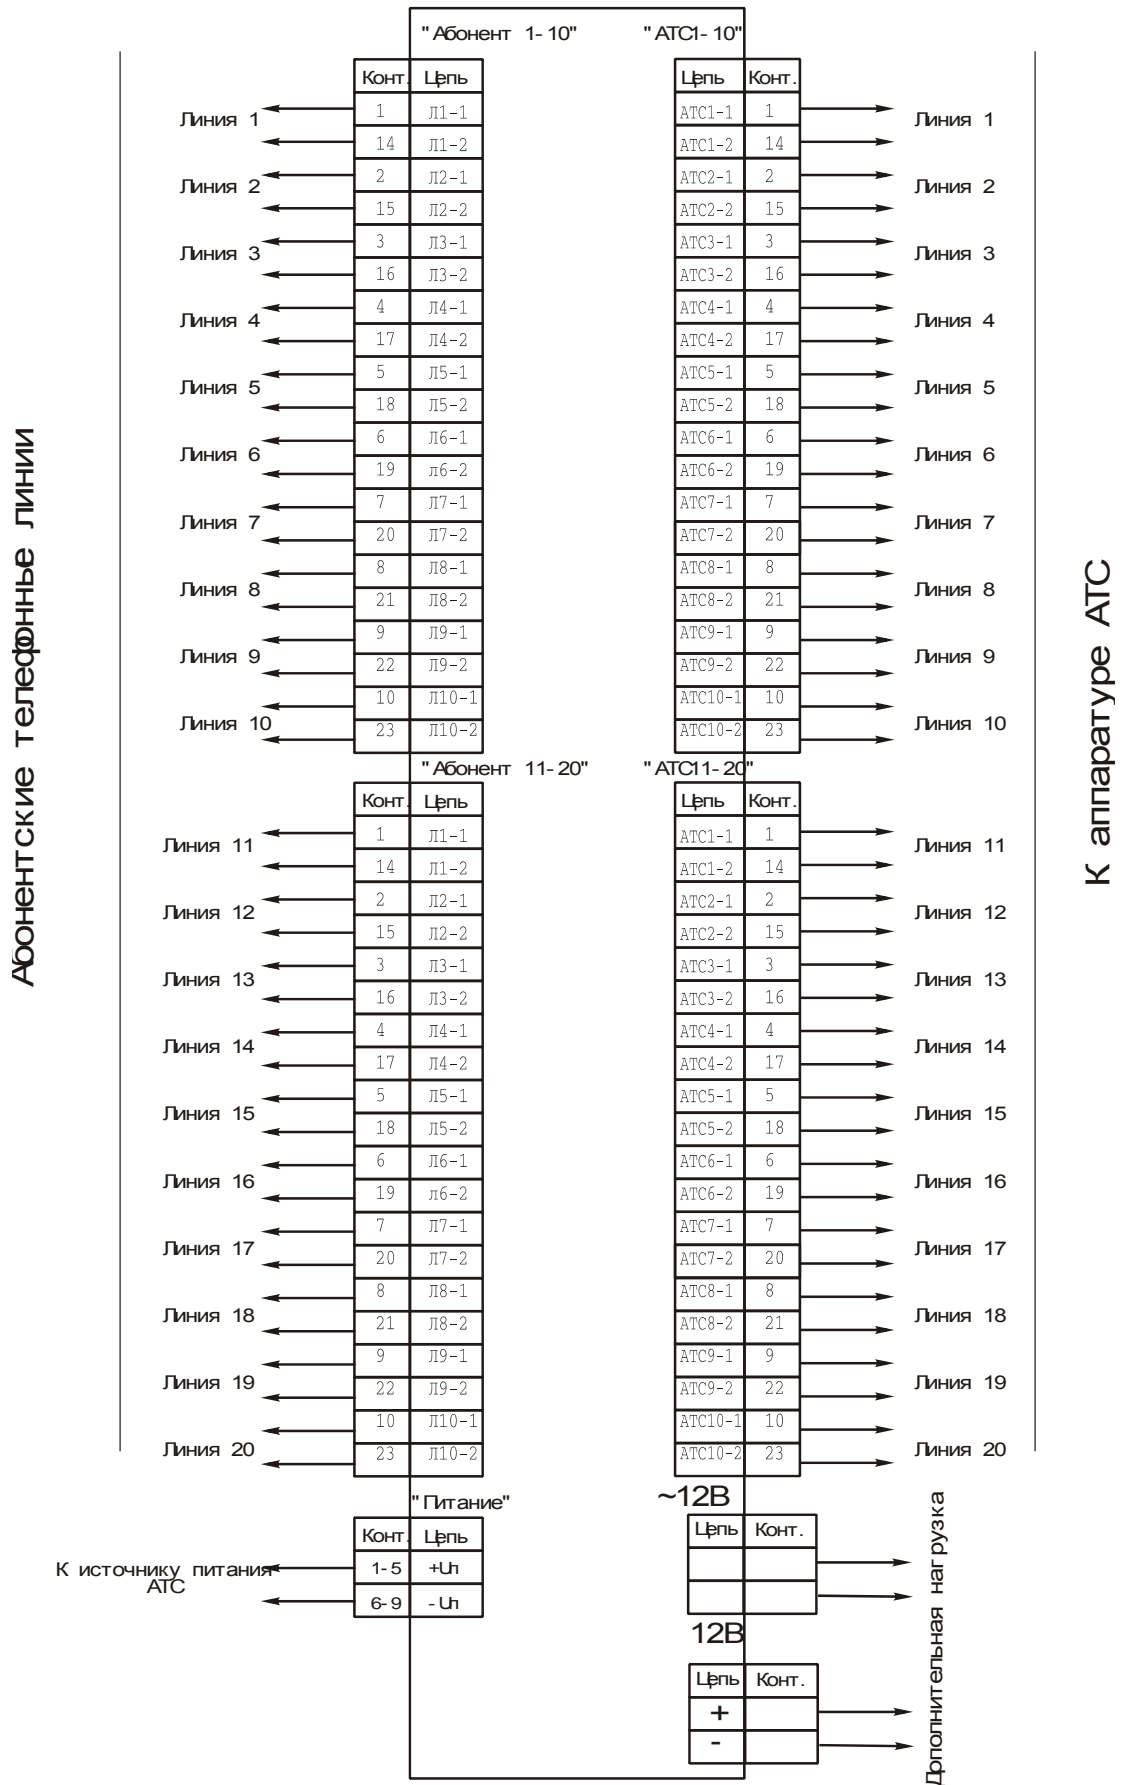 "Абонент 1-10" "АТС1-10"
Конт. Цепь Цепь Конт.
Линия 1 1 Л1-1 АТС1-1 1 Линия 1
14 Л1-2 АТС1-2 14
Линия 2 2 Л2-1 АТС2-1 2 Линия 2
15 Л2-2 АТС2-2 15
Линия 3 3 Л3-1 АТС3-1 3 Линия 3
16 Л3-2 АТС3-2 16
Линия 4 4 Л4-1 АТС4-1 4 Линия 4
17 Л4-2 АТС4-2 17
Линия 5 5 Л5-1 АТС5-1 5 Линия 5
18 Л5-2 АТС5-2 18
Линия 6 6 Л6-1 АТС6-1 6 Линия 6
19 л6-2 АТС6-2 19
Линия 7 7 Л7-1 АТС7-1 7 Линия 7
20 Л7-2 АТС7-2 20
Линия 8 8 Л8-1 АТС8-1 8 Линия 8
21 Л8-2 АТС8-2 21
Линия 9 9 Л9-1 АТС9-1 9 Линия 9
22 Л9-2 АТС9-2 22
Линия 10 10 Л10-1 АТС10-1 10 Линия 10
23 Л10-2 АТС10-2 23
"Абонент 11-20" "АТС11-20"
Конт. Цепь Цепь Конт.
Линия 11 1 Л1-1 АТС1-1 1 Линия 11
14 Л1-2 АТС1-2 14
Линия 12 2 Л2-1 АТС2-1 2 Линия 12
15 Л2-2 АТС2-2 15
Линия 13 3 Л3-1 АТС3-1 3 Линия 13
16 Л3-2 АТС3-2 16
Линия 14 4 Л4-1 АТС4-1 4 Линия 14
17 Л4-2 АТС4-2 17
Линия 15 5 Л5-1 АТС5-1 5 Линия 15
18 Л5-2 АТС5-2 18
Линия 16 6 Л6-1 АТС6-1 6 Линия 16
19 л6-2 АТС6-2 19
Линия 17 7 Л7-1 АТС7-1 7 Линия 17
20 Л7-2 АТС7-2 20
Линия 18 8 Л8-1 АТС8-1 8 Линия 18
21 Л8-2 АТС8-2 21
Линия 19 9 Л9-1 АТС9-1 9 Линия 19
22 Л9-2 АТС9-2 22
Линия 20 10 Л10-1 АТС10-1 10 Линия 20
23 Л10-2 АТС10-2 23
"Питание" ~12В
Конт. Цепь Цепь Конт.
К источнику питания 1-5 +Uп
АТС 6-9 -Uп
12В
Цепь Конт.
+
-
Абонентские телефонные линии
К аппаратуре АТС
Дополнительная нагрузка